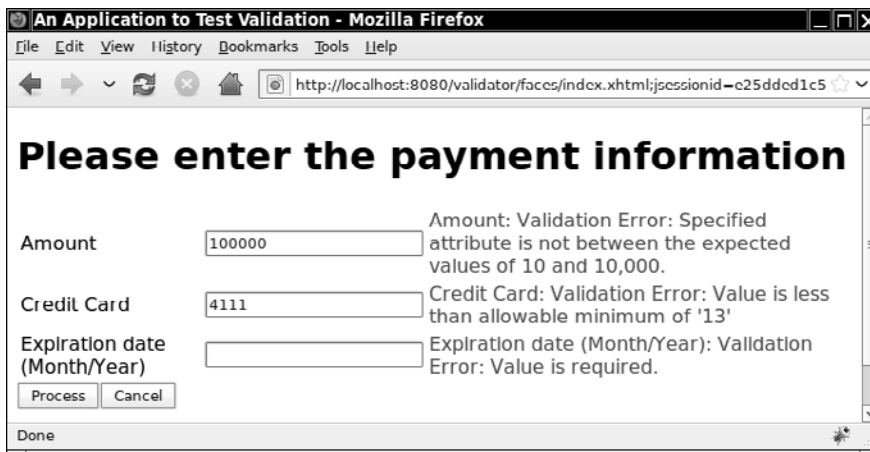 An Application to Test Validation - Mozilla Firefox
File Edit View History Bookmarks Tools Help
http://localhost:8080/validator/faces/index.xhtml;jsessionid=e25dded1c5
Please enter the payment information
Amount
100000
Amount: Validation Error: Specified
attribute is not between the expected
values of 10 and 10,000.
Credit Card
4111
Credit Card: Validation Error: Value is less
than allowable minimum of '13'
Expiration date
(Month/Year)
Expiration date (Month/Year): Validation
Error: Value is required.
Process Cancel
Done